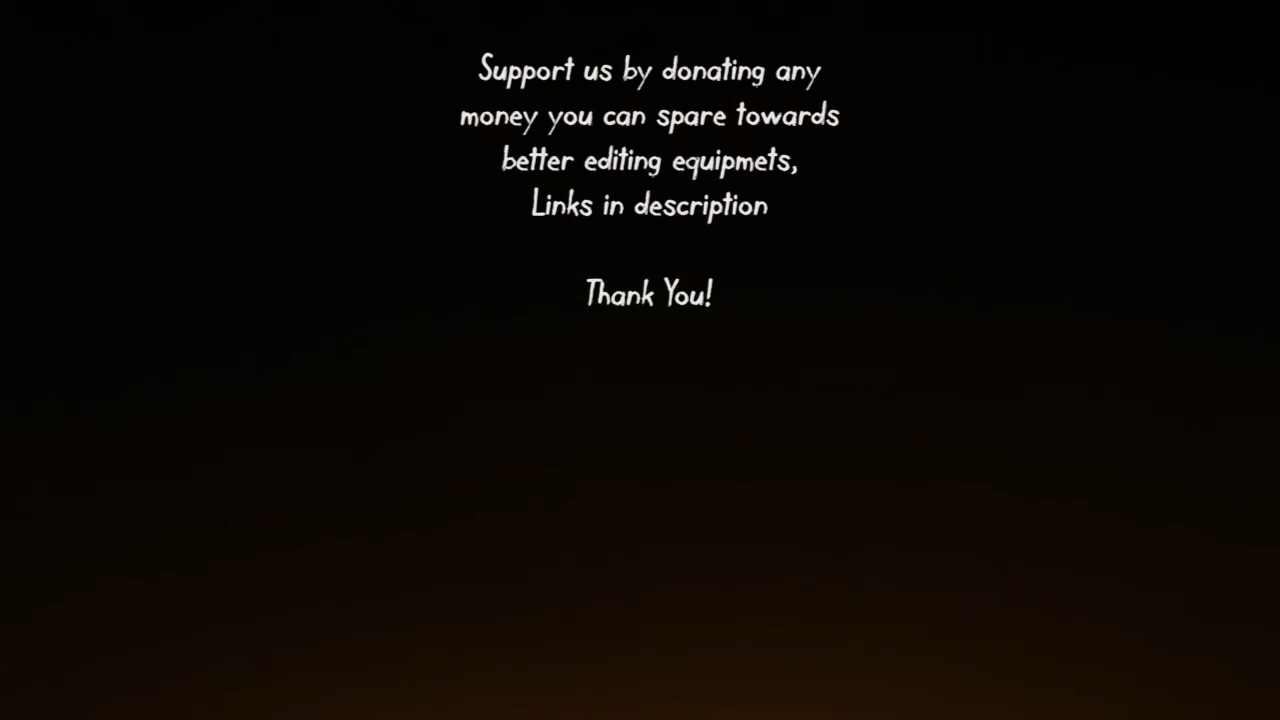 Support us by donating any
money you can spare towards
better editing equipmets,
Links in description
Thank You!